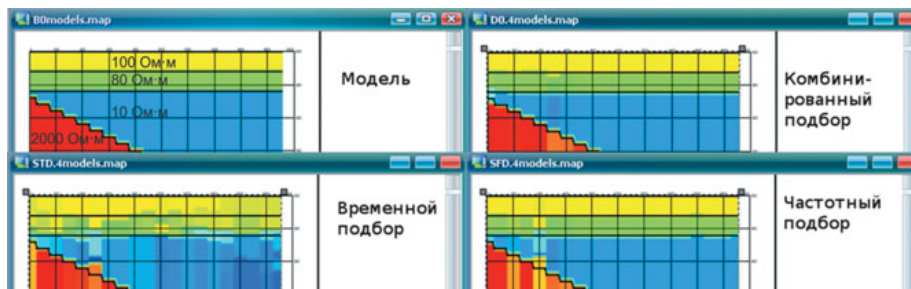 B0models.map
100 Ом·м
80 Ом·м
10 Ом·м
2000 Ом·м
Модель
D0.4models.map
Комбини-
рованный
подбор
STD.4models.map
Временной
подбор
SFD.4models.map
Частотный
подбор